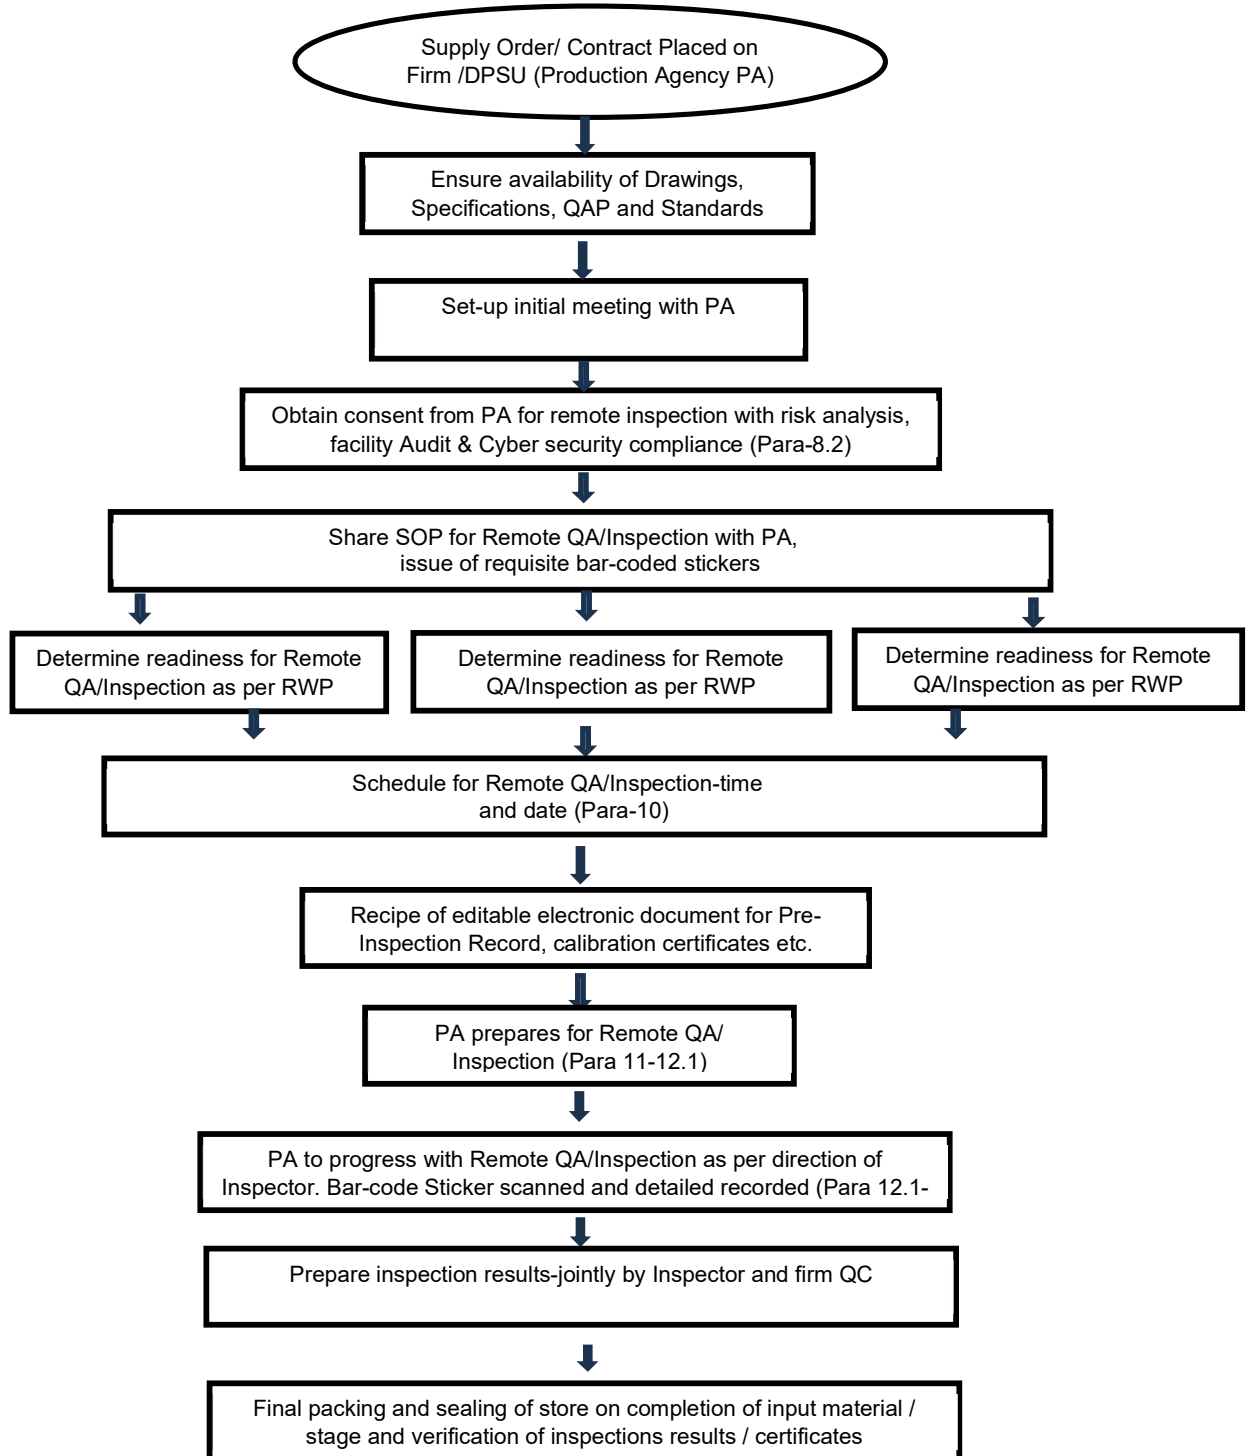 Supply Order/ Contract Placed on
Firm /DPSU (Production Agency PA)
Ensure availability of Drawings,
Specifications, QAP and Standards
Set-up initial meeting with PA
Obtain consent from PA for remote inspection with risk analysis,
facility Audit & Cyber security compliance (Para-8.2)
Share SOP for Remote QA/Inspection with PA,
issue of requisite bar-coded stickers
Determine readiness for Remote
QA/Inspection as per RWP
Determine readiness for Remote
QA/Inspection as per RWP
Determine readiness for Remote
QA/Inspection as per RWP
Schedule for Remote QA/Inspection-time
and date (Para-10)
Recipe of editable electronic document for Pre-
Inspection Record, calibration certificates etc.
PA prepares for Remote QA/
Inspection (Para 11-12.1)
PA to progress with Remote QA/Inspection as per direction of
Inspector. Bar-code Sticker scanned and detailed recorded (Para 12.1-
Prepare inspection results-jointly by Inspector and firm QC
Final packing and sealing of store on completion of input material /
stage and verification of inspections results / certificates